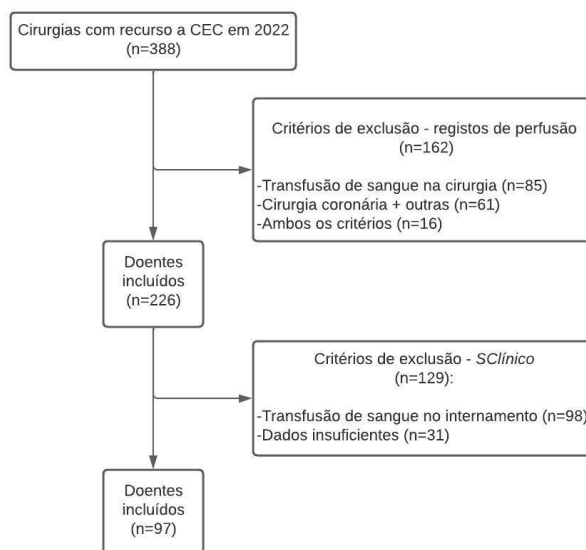 Cirurgias com recurso a CEC em 2022
(n=388)
Critérios de exclusão - registos de perfusão
(n=162)
-Transfusão de sangue na cirurgia (n=85)
-Cirurgia coronária + outras (n=61)
-Ambos os critérios (n=16)
Doentes
incluídos
(n=226)
Critérios de exclusão - SClínico
(n=129):
-Transfusão de sangue no internamento (n=98)
-Dados insuficientes (n=31)
Doentes
incluídos
(n=97)